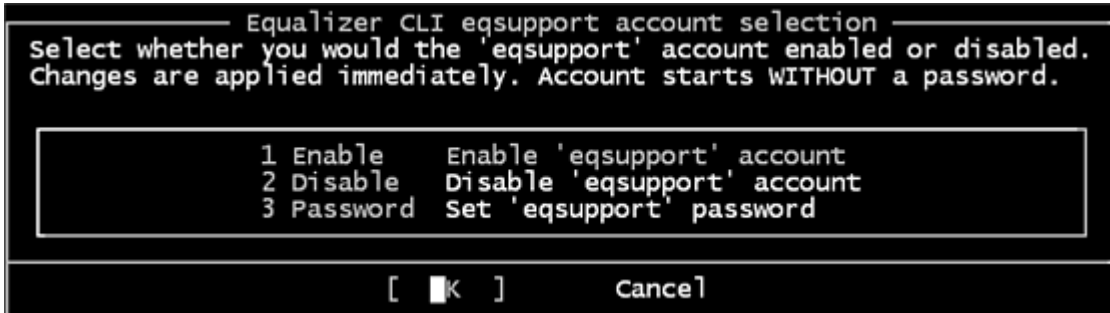 Equalizer CLI eqsupport account selection
Select whether you would the 'eqsupport' account enabled or disabled.
Changes are applied immediately. Account starts WITHOUT a password.
1 Enable Enable 'eqsupport' account
2 Disable Disable 'eqsupport' account
3 Password Set 'eqsupport' password
[ K ] Cancel